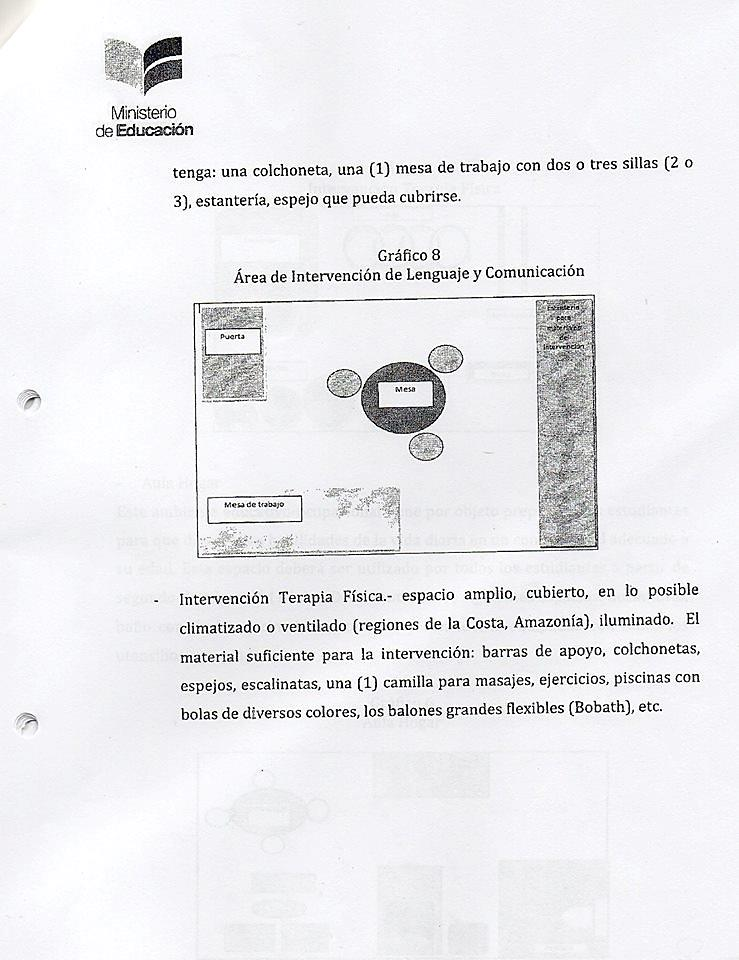 Ministerio
de Educación
tenga: una colchoneta, una (1) mesa de trabajo con dos o tres sillas (2 o
3), estantería, espejo que pueda cubrirse.
Gráfico 8
Área de Intervención de Lenguaje y Comunicación
Puerta
Mesa
Estantería
para
materiales
de
Intervención
Mesa de trabajo
- Intervención Terapia Física.- espacio amplio, cubierto, en lo posible
climatizado o ventilado (regiones de la Costa, Amazonía), iluminado. El
material suficiente para la intervención: barras de apoyo, colchonetas,
espejos, escalinatas, una (1) camilla para masajes, ejercicios, piscinas con
bolas de diversos colores, los balones grandes flexibles (Bobath), etc.